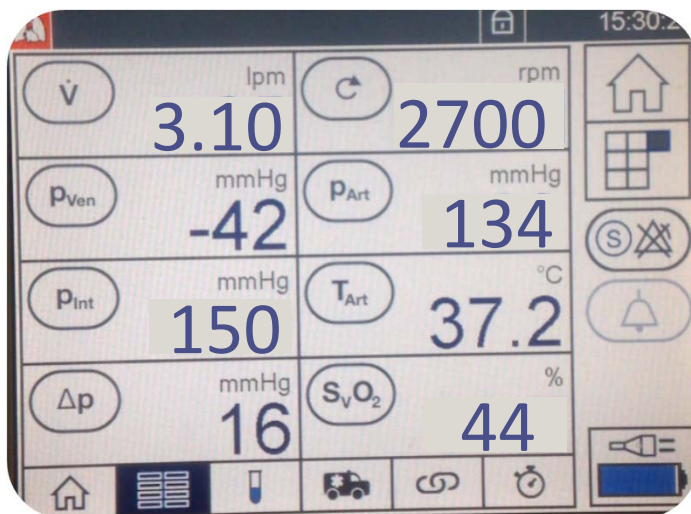 15:30:2
V̇ lpm 3.10
rpm 2700
pVen mmHg -42
pArt mmHg 134
pInt mmHg 150
TArt °C 37.2
Δp mmHg 16
SvO₂ % 44
S